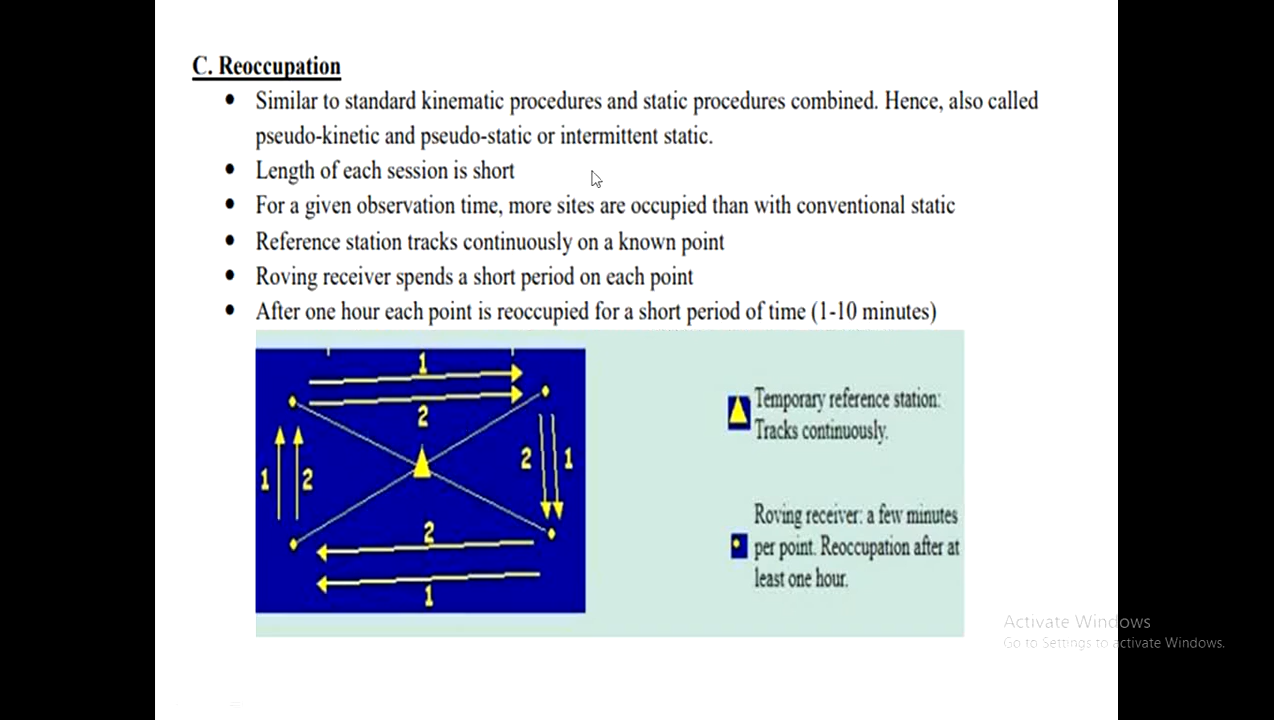 C. Reoccupation
Similar to standard kinematic procedures and static procedures combined. Hence, also called
pseudo-kinetic and pseudo-static or intermittent static.
Length of each session is short
For a given observation time, more sites are occupied than with conventional static
Reference station tracks continuously on a known point
Roving receiver spends a short period on each point
After one hour each point is reoccupied for a short period of time (1-10 minutes)
1
2
1 2
2 1
2
1
Temporary reference station:
Tracks continuously.
Roving receiver: a few minutes
per point. Reoccupation after at
least one hour.
Activate Windows
Go to Settings to activate Windows.